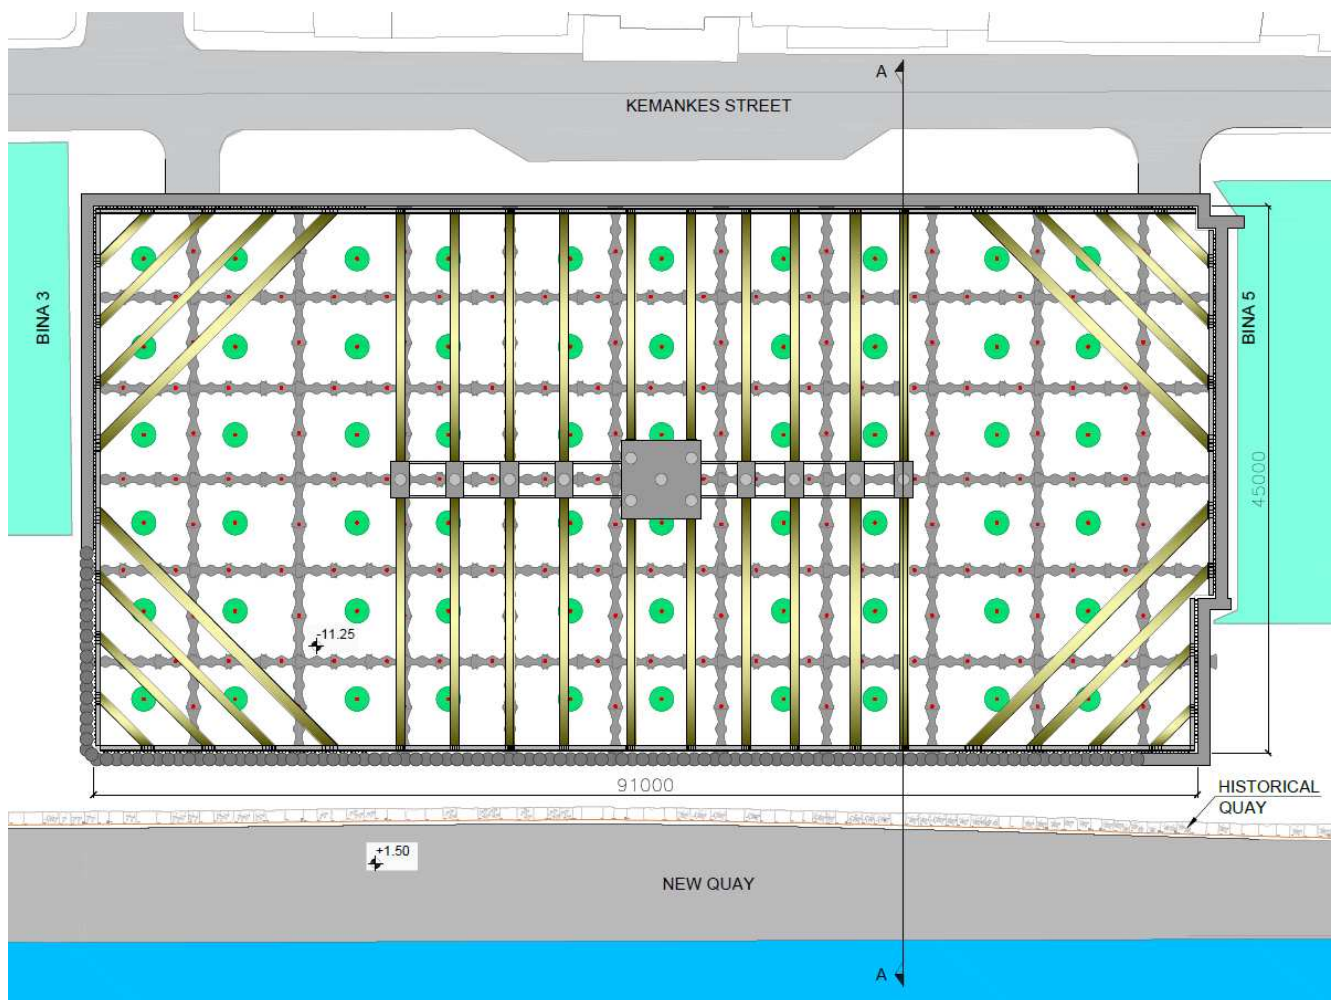 A
KEMANKES STREET
BINA 3
BINA 5
45000
-11.25
91000
HISTORICAL
QUAY
+1.50
NEW QUAY
A